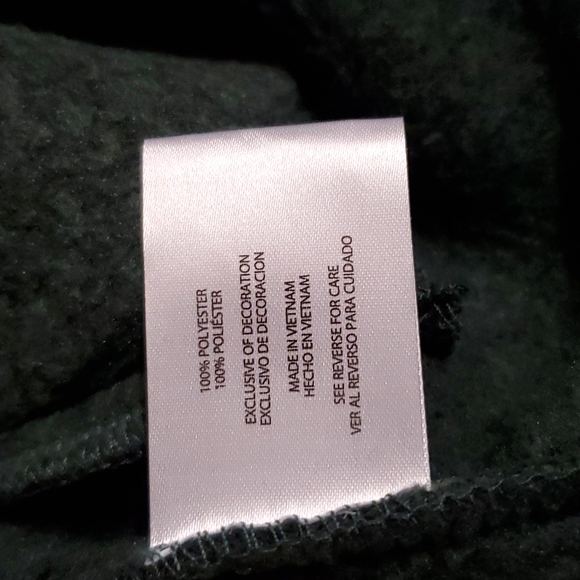 100% POLYESTER
100% POLIÉSTER
EXCLUSIVE OF DECORATION
EXCLUSIVO DE DECORACION
MADE IN VIETNAM
HECHO EN VIETNAM
SEE REVERSE FOR CARE
VER AL REVERSO PARA CUIDADO